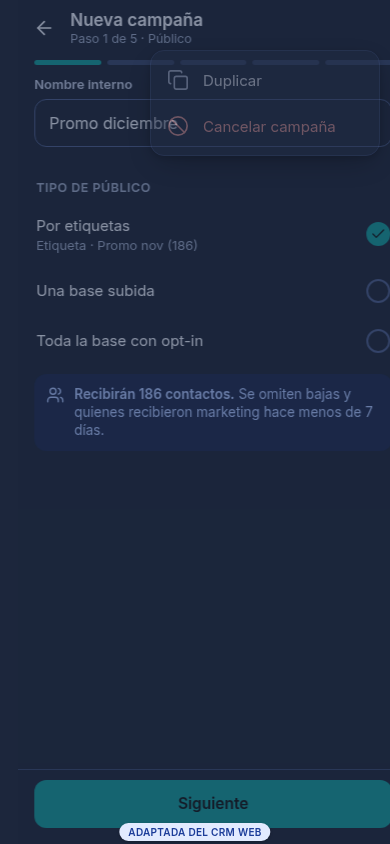 Nueva campaña
Paso 1 de 5 · Público
Nombre interno
Duplicar
Promo diciembre
Cancelar campaña
TIPO DE PÚBLICO
Por etiquetas
Etiqueta · Promo nov (186)
Una base subida
Toda la base con opt-in
Recibirán 186 contactos. Se omiten bajas y
quienes recibieron marketing hace menos de 7
días.
Siguiente
ADAPTADA DEL CRM WEB